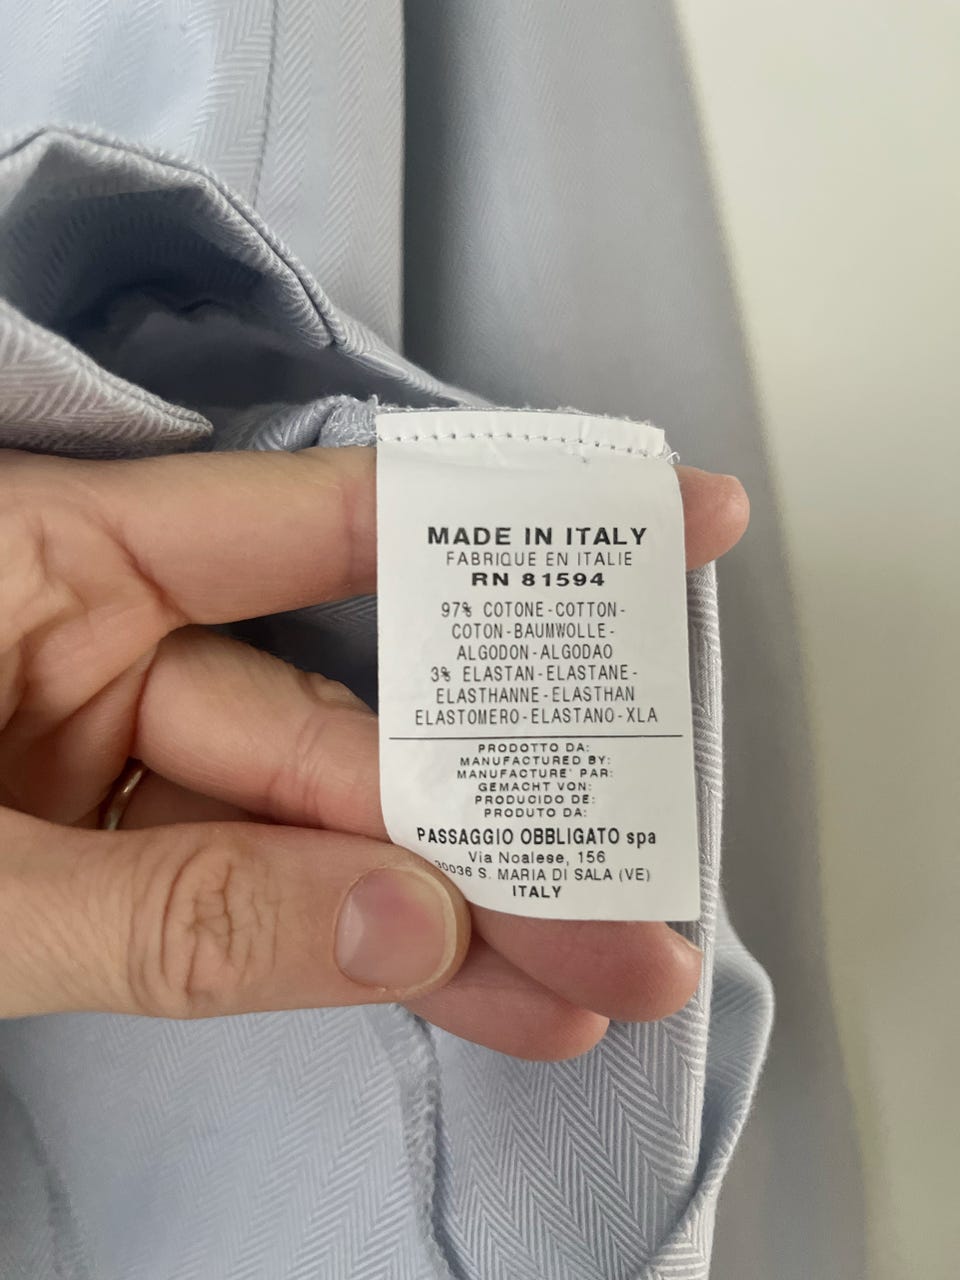 MADE IN ITALY
FABRIQUE EN ITALIE
RN 81594
97% COTONE-COTTON-
COTON-BAUMWOLLE-
ALGODON-ALGODAO
3% ELASTAN-ELASTANE-
ELASTHANNE-ELASTHAN
ELASTOMERO-ELASTANO-XLA
PRODOTTO DA:
MANUFACTURED BY:
MANUFACTURE' PAR:
GEMACHT VON:
PRODUCIDO DE:
PRODUTO DA:
PASSAGGIO OBBLIGATO spa
Via Noalese, 156
30036 S. MARIA DI SALA (VE)
ITALY